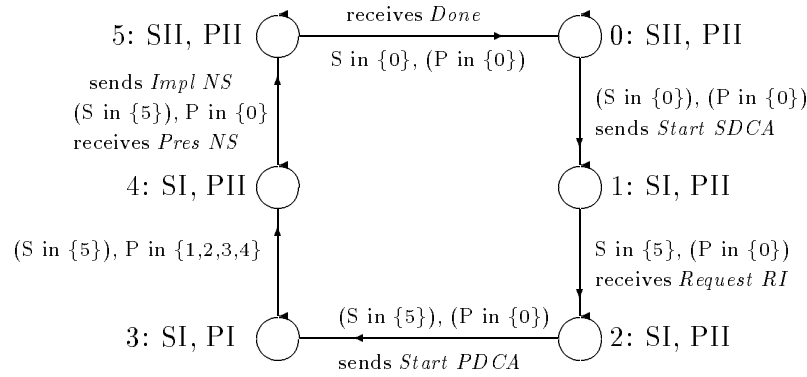 receives Done
5: SII, PII
0: SII, PII
S in {0}, (P in {0})
sends Impl NS
(S in {5}), P in {0}
receives Pres NS
(S in {0}), (P in {0})
sends Start SDCA
4: SI, PII
1: SI, PII
(S in {5}), P in {1,2,3,4}
S in {5}, (P in {0})
receives Request RI
(S in {5}), (P in {0})
3: SI, PI
2: SI, PII
sends Start PDCA